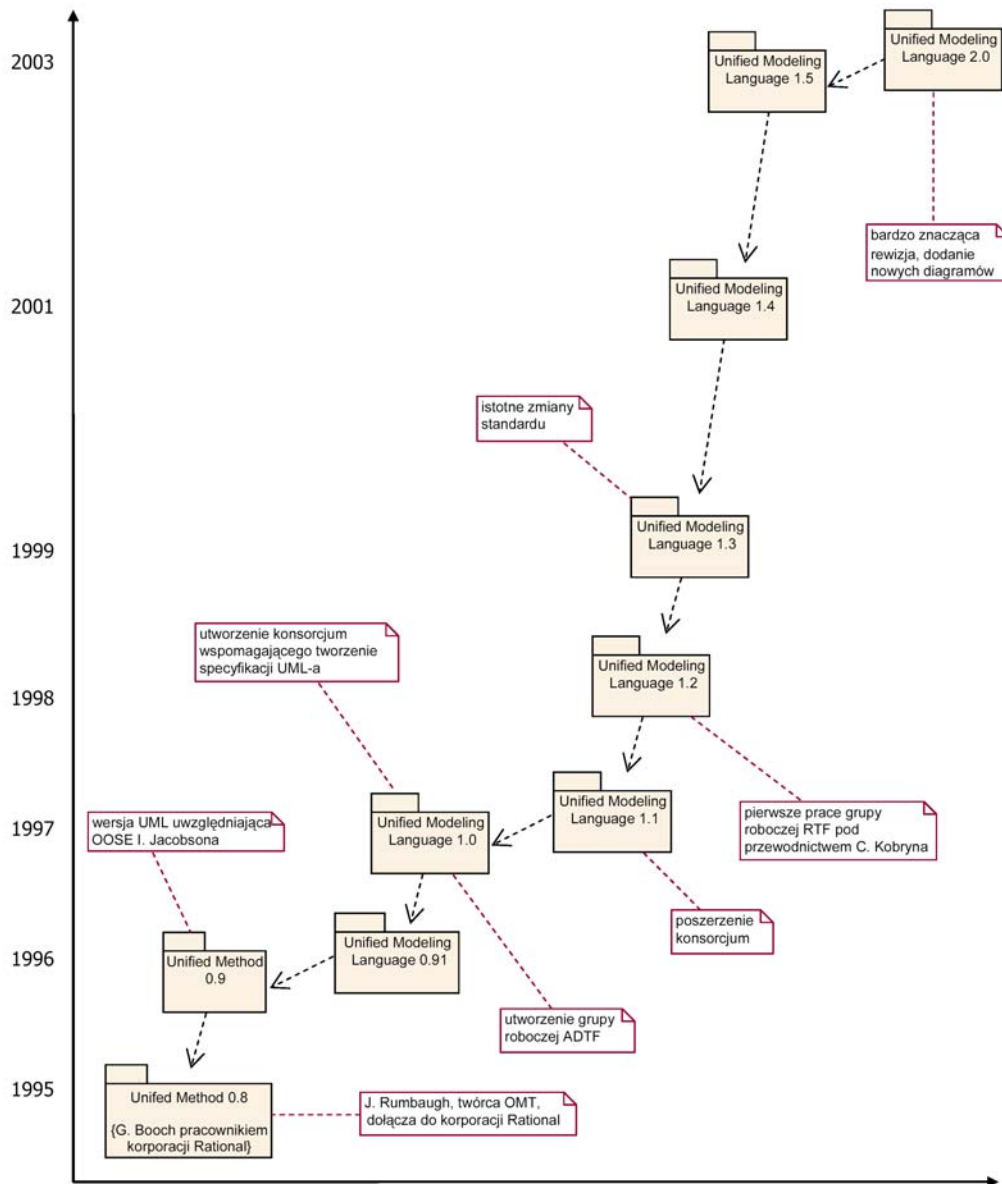 2003
Unified Modeling
Language 1.5
Unified Modeling
Language 2.0
bardzo znacząca
rewizja, dodanie
nowych diagramów
2001
Unified Modeling
Language 1.4
istotne zmiany
standardu
1999
Unified Modeling
Language 1.3
utworzenie konsorcjum
wspomagającego tworzenie
specyfikacji UML-a
1998
Unified Modeling
Language 1.2
1997
wersja UML uwzględniająca
OOSE I. Jacobsona
Unified Modeling
Language 1.0
Unified Modeling
Language 1.1
pierwsze prace grupy
roboczej RTF pod
przewodnictwem C. Kobryna
poszerzenie
konsorcjum
1996
Unified Method
0.9
Unified Modeling
Language 0.91
utworzenie grupy
roboczej ADTF
1995
Unifed Method 0.8
{G. Booch pracownikiem
korporacji Rational}
J. Rumbaugh, twórca OMT,
dołącza do korporacji Rational